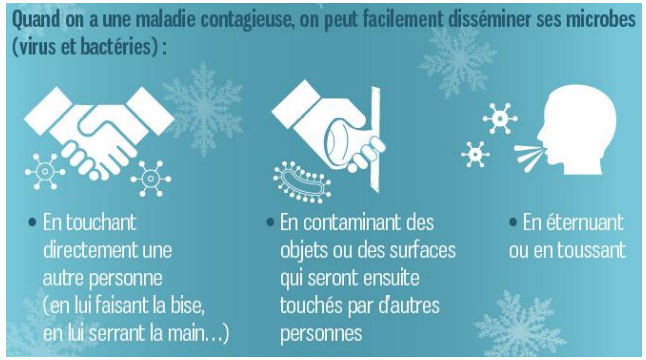 Quand on a une maladie contagieuse, on peut facilement disséminer ses microbes
(virus et bactéries) :
• En touchant
directement une
autre personne
(en lui faisant la bise,
en lui serrant la main...)
• En contaminant des
objets ou des surfaces
qui seront ensuite
touchés par d'autres
personnes
• En éternuant
ou en toussant